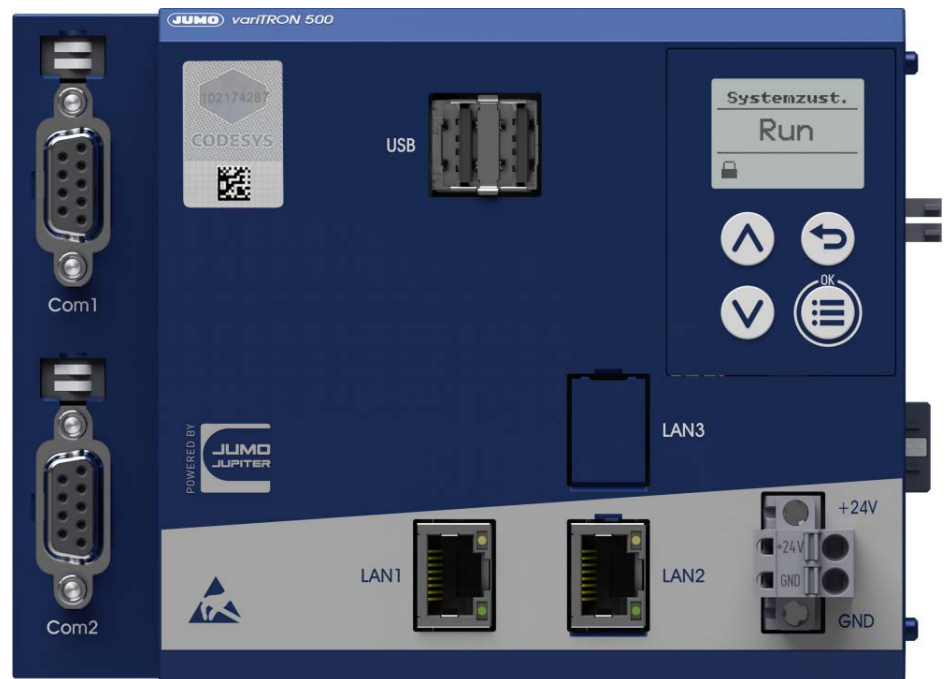 JUMO variTRON 500
102174287
CODESYS
USB
Systemzust.
Run
OK
Com1
Com2
POWERED BY
JUMO
JUPITER
LAN3
LAN1
LAN2
+24V
+24V
GND
GND